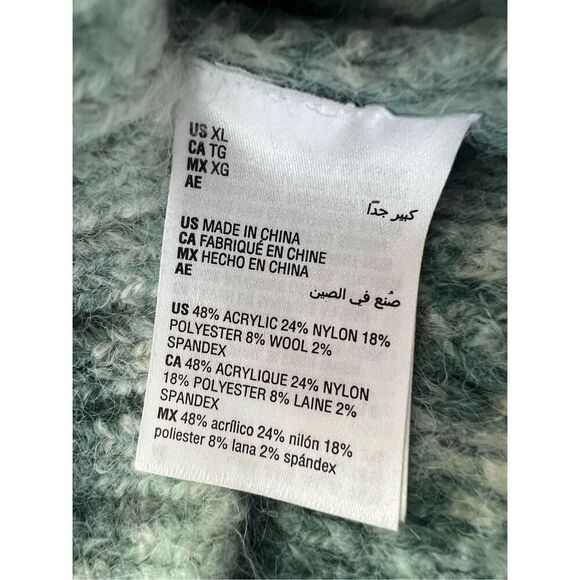 US XL
CA TG
MX XG
AE
كبير جدًا
US MADE IN CHINA
CA FABRIQUÉ EN CHINE
MX HECHO EN CHINA
AE
صُنع في الصين
US 48% ACRYLIC 24% NYLON 18%
POLYESTER 8% WOOL 2%
SPANDEX
CA 48% ACRYLIQUE 24% NYLON
18% POLYESTER 8% LAINE 2%
SPANDEX
MX 48% acrílico 24% nilón 18%
poliester 8% lana 2% spándex